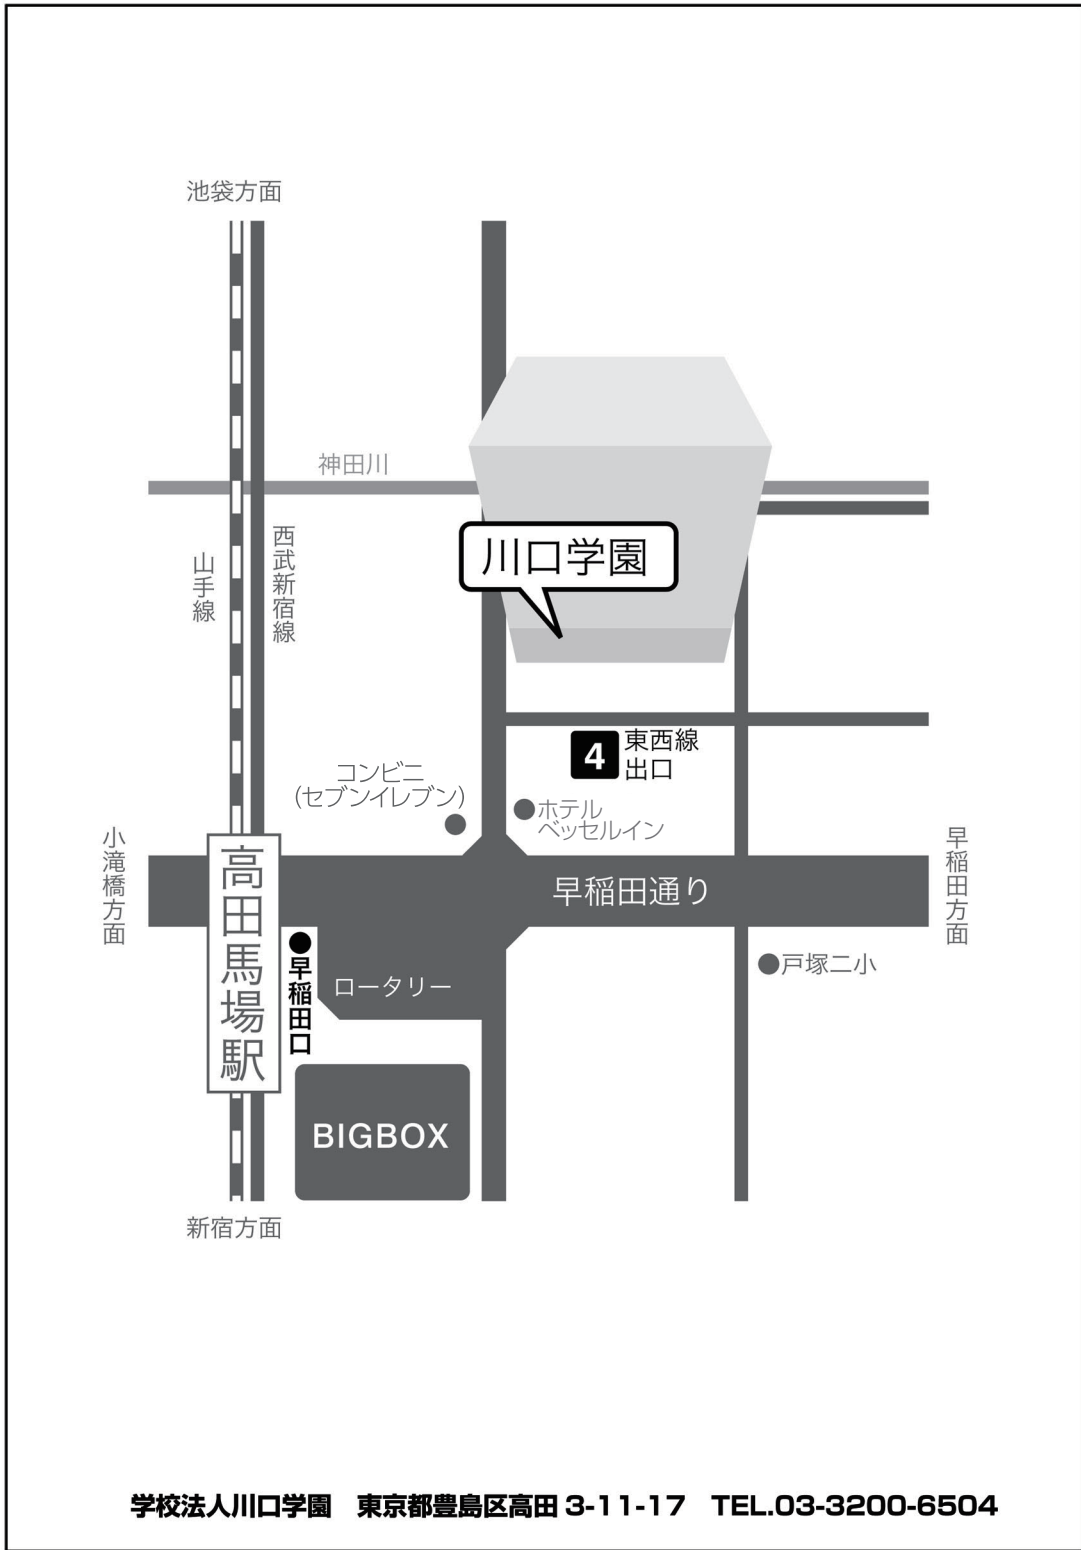 池袋方面
神田川
山手線
西武新宿線
川口学園
4
東西線
出口
コンビニ
(セブンイレブン)
ホテル
ベッセルイン
小滝橋方面
高田馬場駅
早稲田通り
早稲田方面
早稲田口
ロータリー
戸塚二小
BIGBOX
新宿方面
学校法人川口学園　東京都豊島区高田 3-11-17　TEL.03-3200-6504